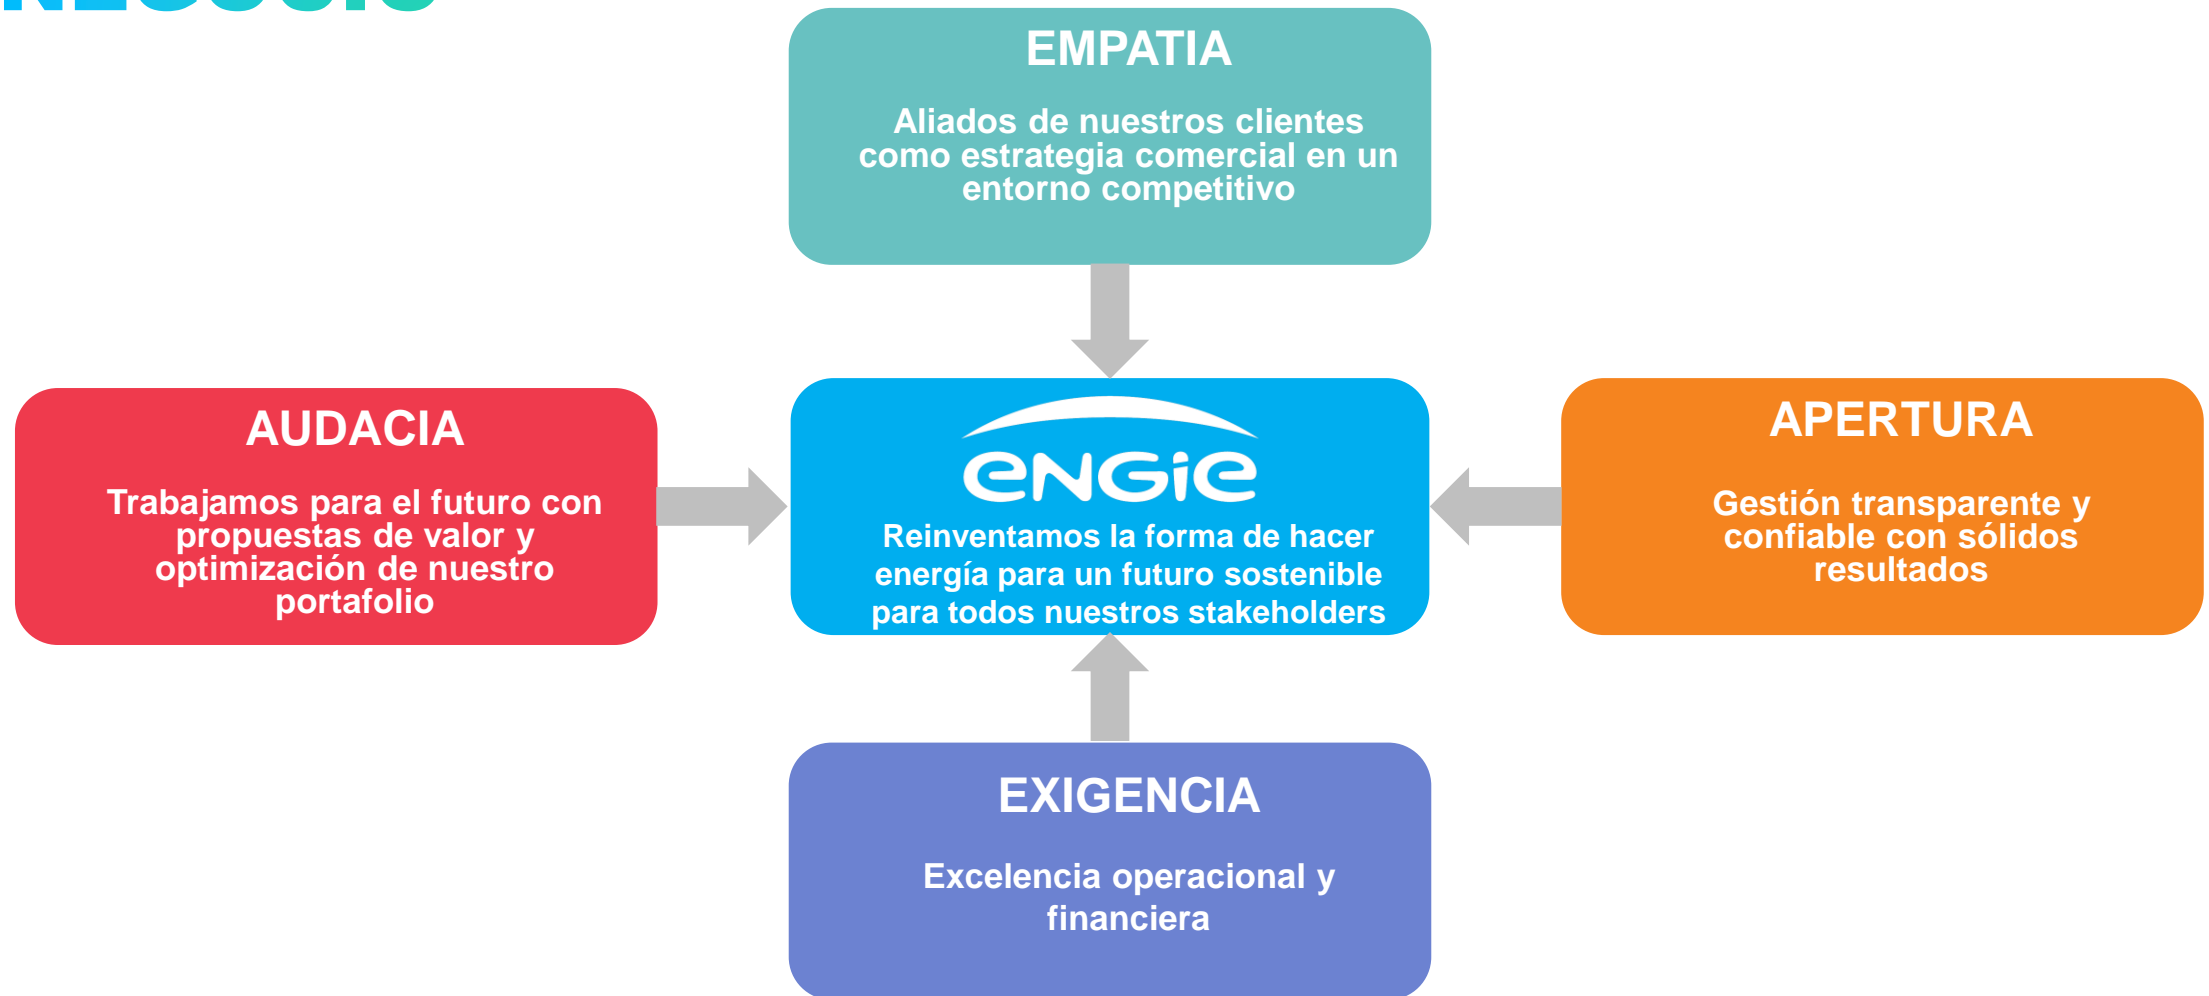 EMPATIA
Aliados de nuestros clientes
como estrategia comercial en un
entorno competitivo
AUDACIA
Trabajamos para el futuro con
propuestas de valor y
optimización de nuestro
portafolio
ENGIE
Reinventamos la forma de hacer
energía para un futuro sostenible
para todos nuestros stakeholders
APERTURA
Gestión transparente y
confiable con sólidos
resultados
EXIGENCIA
Excelencia operacional y
financiera